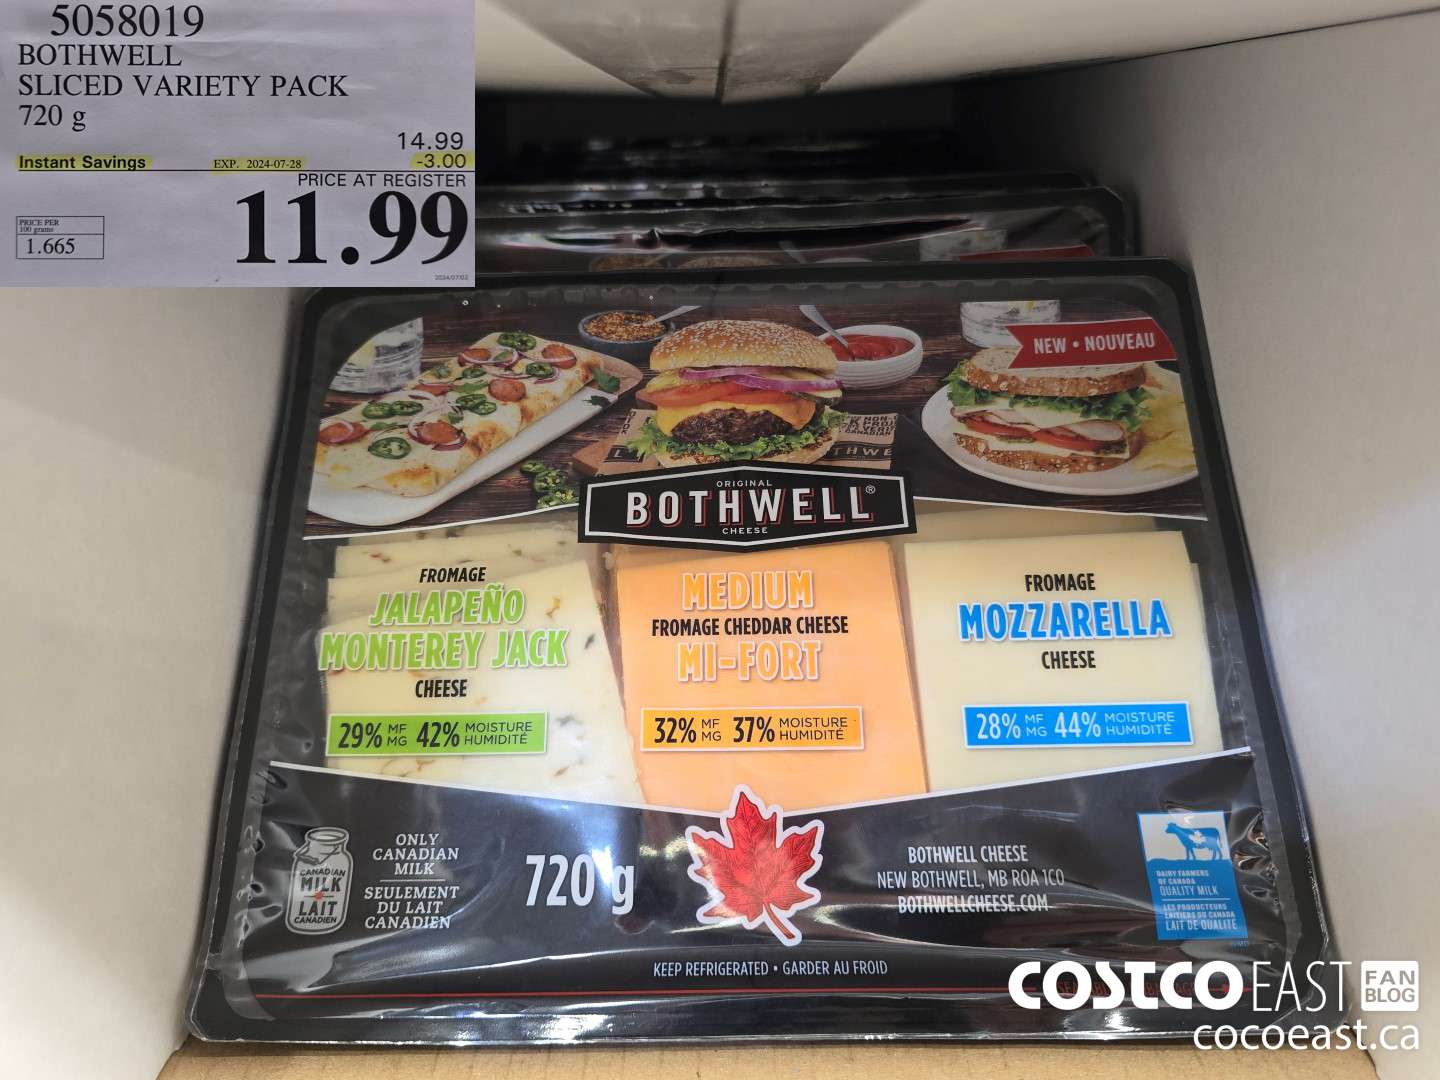 5058019
BOTHWELL
SLICED VARIETY PACK
720 g
14.99
Instant Savings EXP. 2024-07-28 -3.00
PRICE AT REGISTER
11.99
PRICE PER
100 grams
1.665
2024/07/02
NEW • NOUVEAU
ORIGINAL
BOTHWELL®
CHEESE
FROMAGE
JALAPEÑO
MONTEREY JACK
CHEESE
29% MF MG 42% MOISTURE HUMIDITÉ
MEDIUM
FROMAGE CHEDDAR CHEESE
MI-FORT
32% MF MG 37% MOISTURE HUMIDITÉ
FROMAGE
MOZZARELLA
CHEESE
28% MF MG 44% MOISTURE HUMIDITÉ
CANADIAN
MILK
LAIT
CANADIEN
ONLY
CANADIAN
MILK
SEULEMENT
DU LAIT
CANADIEN
720 g
BOTHWELL CHEESE
NEW BOTHWELL, MB R0A 1C0
BOTHWELLCHEESE.COM
DAIRY FARMERS
OF CANADA
QUALITY MILK
LES PRODUCTEURS
LAITIERS DU CANADA
LAIT DE QUALITÉ
KEEP REFRIGERATED • GARDER AU FROID
COSTCO EAST FAN BLOG
cocoeast.ca